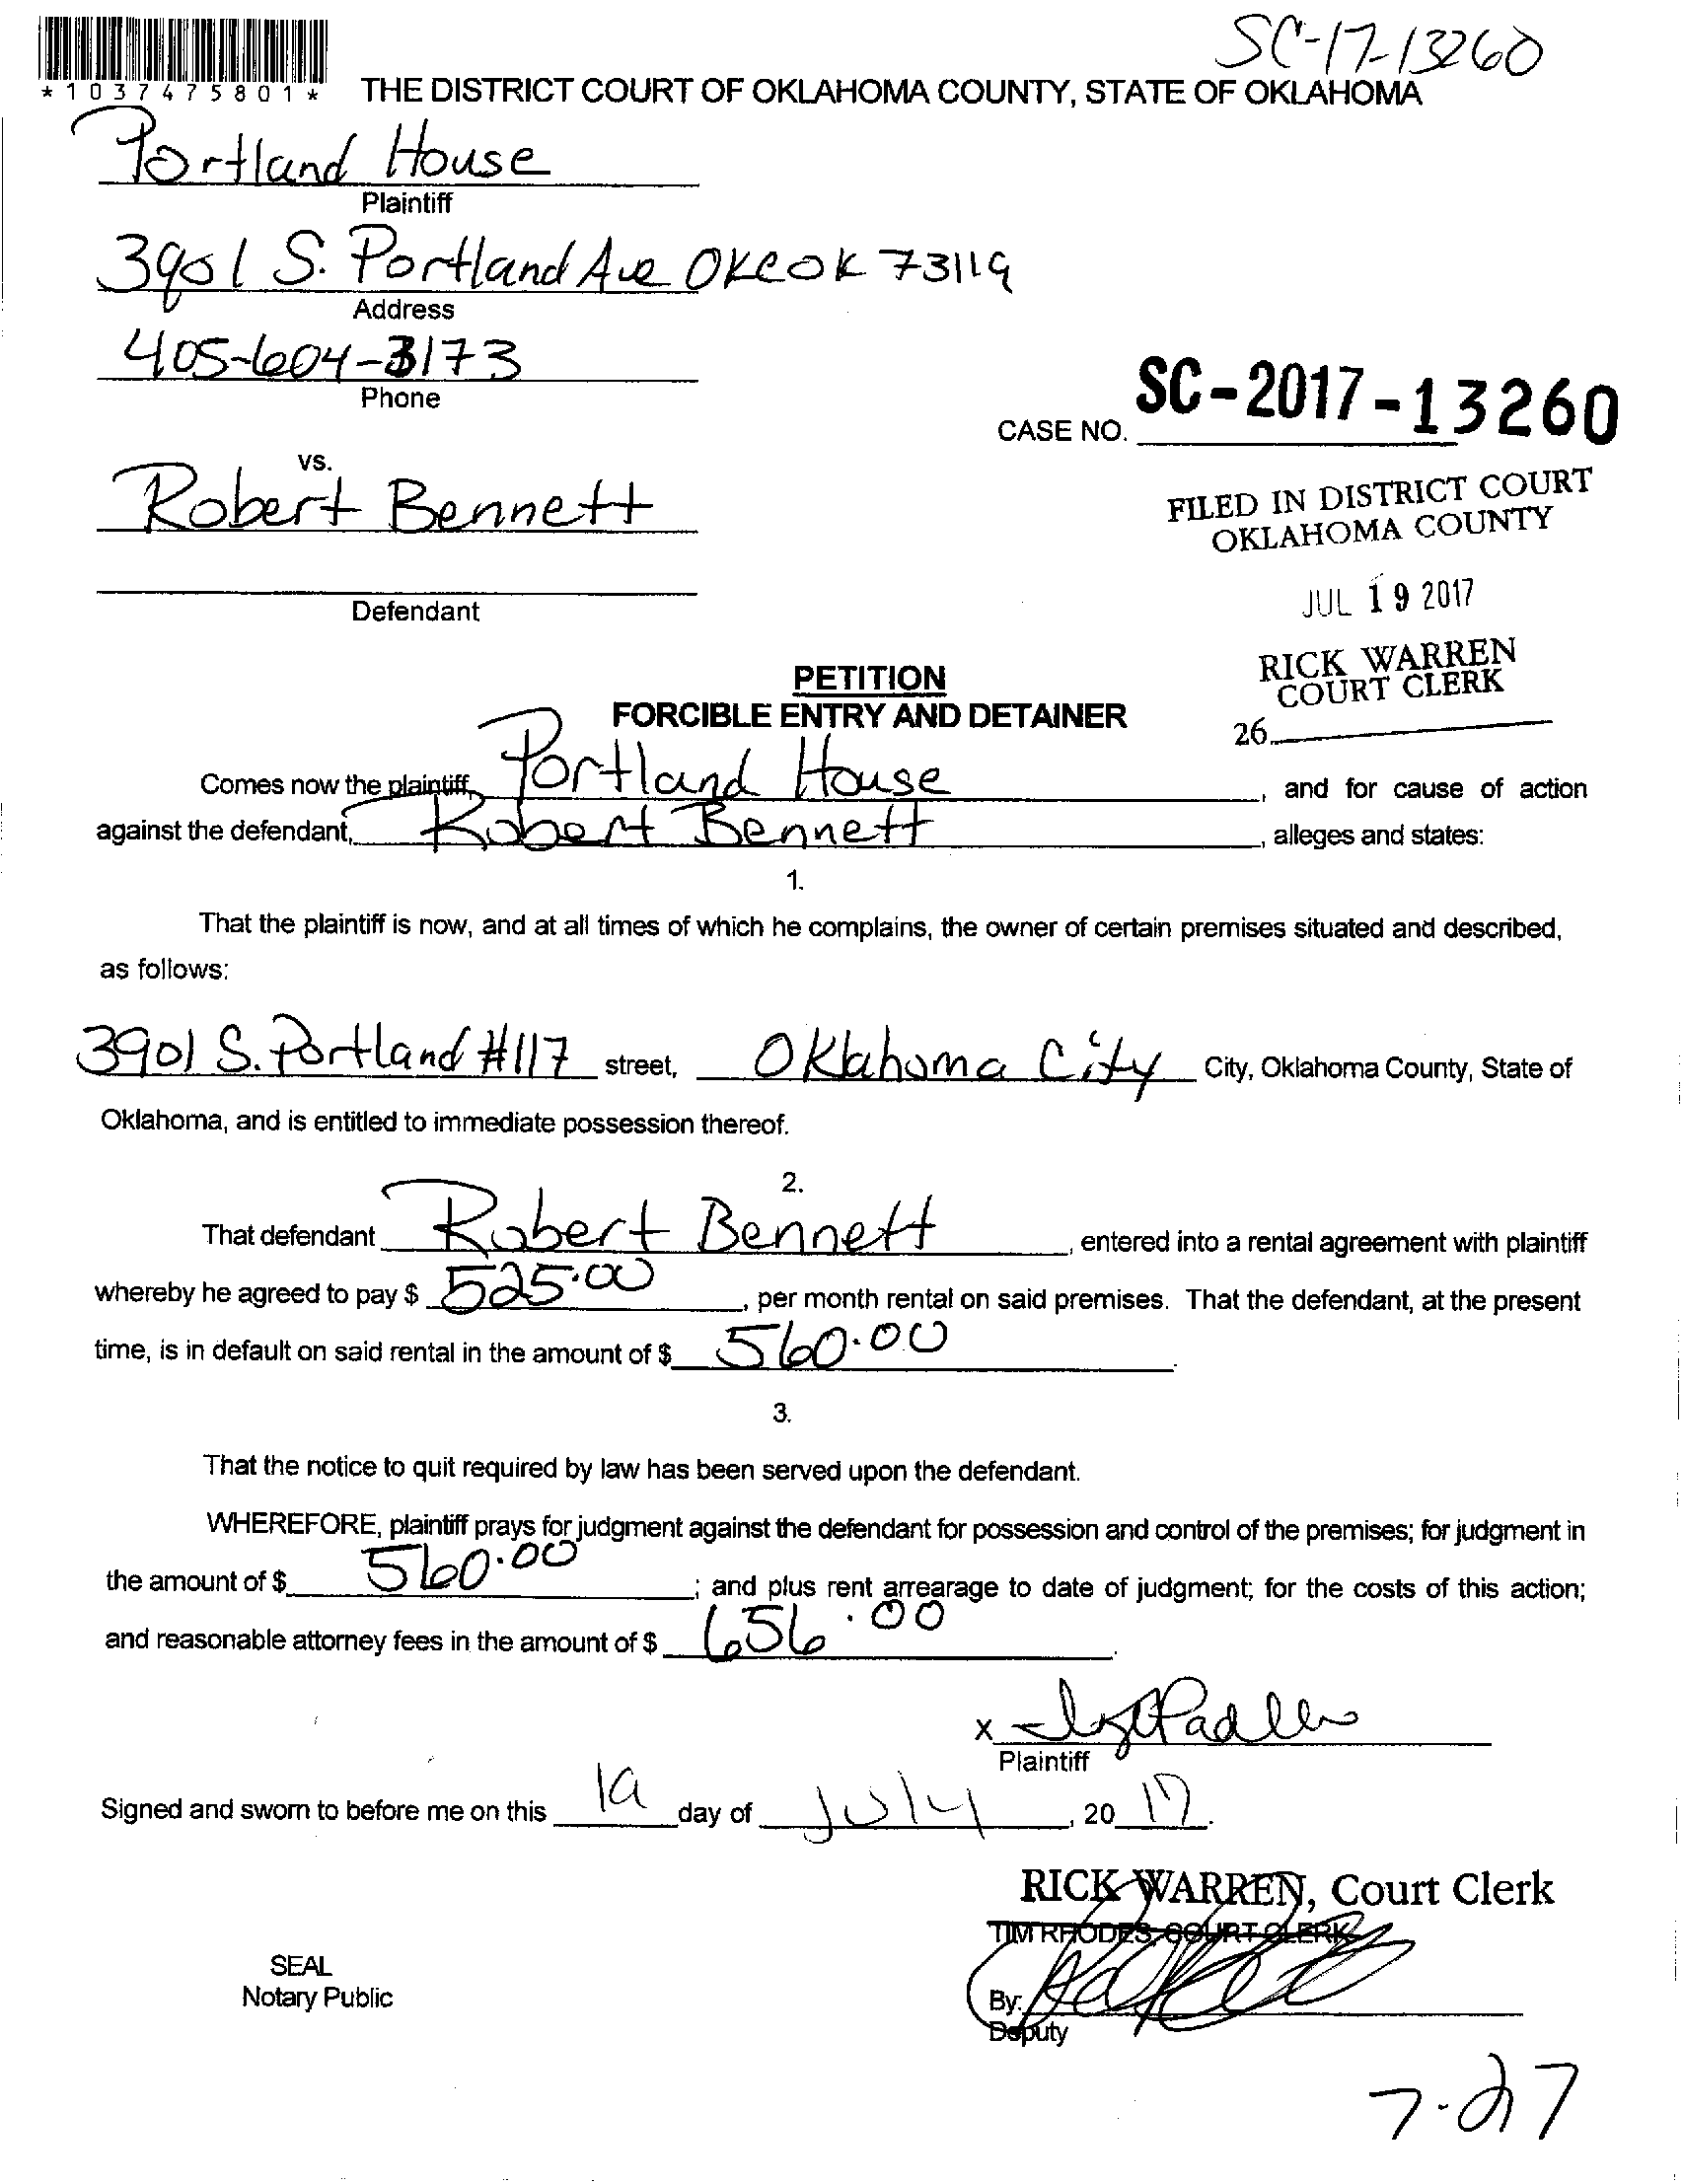 SC-17-13260
*1037475801*
THE DISTRICT COURT OF OKLAHOMA COUNTY, STATE OF OKLAHOMA
Portland House
Plaintiff
3901 S. Portland Ave OKC OK 73119
Address
405-604-3173
Phone
CASE NO. SC-2017-13260
vs.
Robert Bennett
Defendant
FILED IN DISTRICT COURT
OKLAHOMA COUNTY
JUL 19 2017
RICK WARREN
COURT CLERK
26
PETITION
FORCIBLE ENTRY AND DETAINER
Comes now the plaintiff, Portland House, and for cause of action
against the defendant, Robert Bennett, alleges and states:
1.
That the plaintiff is now, and at all times of which he complains, the owner of certain premises situated and described,
as follows:
3901 S. Portland #117 street, Oklahoma City City, Oklahoma County, State of
Oklahoma, and is entitled to immediate possession thereof.
2.
That defendant Robert Bennett, entered into a rental agreement with plaintiff
whereby he agreed to pay $ 525.00, per month rental on said premises. That the defendant, at the present
time, is in default on said rental in the amount of $ 560.00.
3.
That the notice to quit required by law has been served upon the defendant.
WHEREFORE, plaintiff prays for judgment against the defendant for possession and control of the premises; for judgment in
the amount of $ 560.00; and plus rent arrearage to date of judgment; for the costs of this action;
and reasonable attorney fees in the amount of $ 656.00.
x
Plaintiff
Signed and sworn to before me on this 19 day of July, 2017.
RICK WARREN, Court Clerk
TIM RHODES, COURT CLERK
SEAL
Notary Public
By:
Deputy
7-27